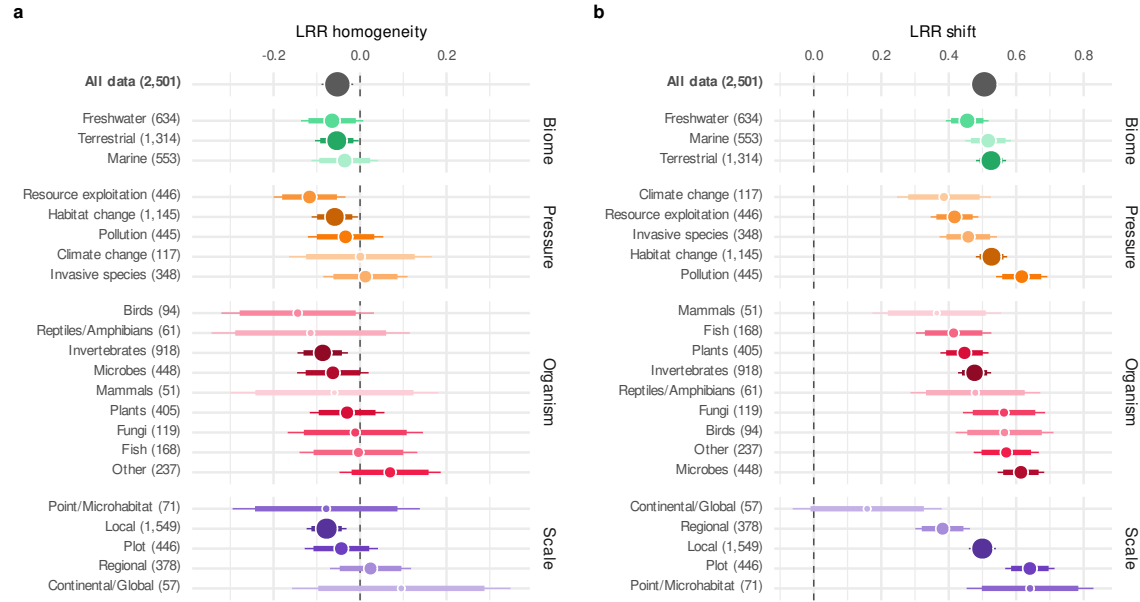 a
LRR homogeneity
-0.2 0.0 0.2
All data (2,501)
Freshwater (634)
Terrestrial (1,314)
Marine (553)
Biome
Resource exploitation (446)
Habitat change (1,145)
Pollution (445)
Climate change (117)
Invasive species (348)
Pressure
Birds (94)
Reptiles/Amphibians (61)
Invertebrates (918)
Microbes (448)
Mammals (51)
Plants (405)
Fungi (119)
Fish (168)
Other (237)
Organism
Point/Microhabitat (71)
Local (1,549)
Plot (446)
Regional (378)
Continental/Global (57)
Scale
b
LRR shift
0.0 0.2 0.4 0.6 0.8
All data (2,501)
Freshwater (634)
Marine (553)
Terrestrial (1,314)
Biome
Climate change (117)
Resource exploitation (446)
Invasive species (348)
Habitat change (1,145)
Pollution (445)
Pressure
Mammals (51)
Fish (168)
Plants (405)
Invertebrates (918)
Reptiles/Amphibians (61)
Fungi (119)
Birds (94)
Other (237)
Microbes (448)
Organism
Continental/Global (57)
Regional (378)
Local (1,549)
Plot (446)
Point/Microhabitat (71)
Scale